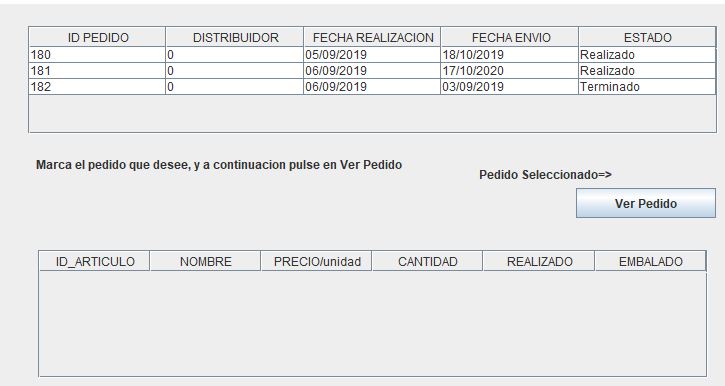 ID PEDIDO DISTRIBUIDOR FECHA REALIZACION FECHA ENVIO ESTADO
180 0 05/09/2019 18/10/2019 Realizado
181 0 06/09/2019 17/10/2020 Realizado
182 0 06/09/2019 03/09/2019 Terminado
Marca el pedido que desee, y a continuacion pulse en Ver Pedido
Pedido Seleccionado=>
Ver Pedido
ID_ARTICULO NOMBRE PRECIO/unidad CANTIDAD REALIZADO EMBALADO